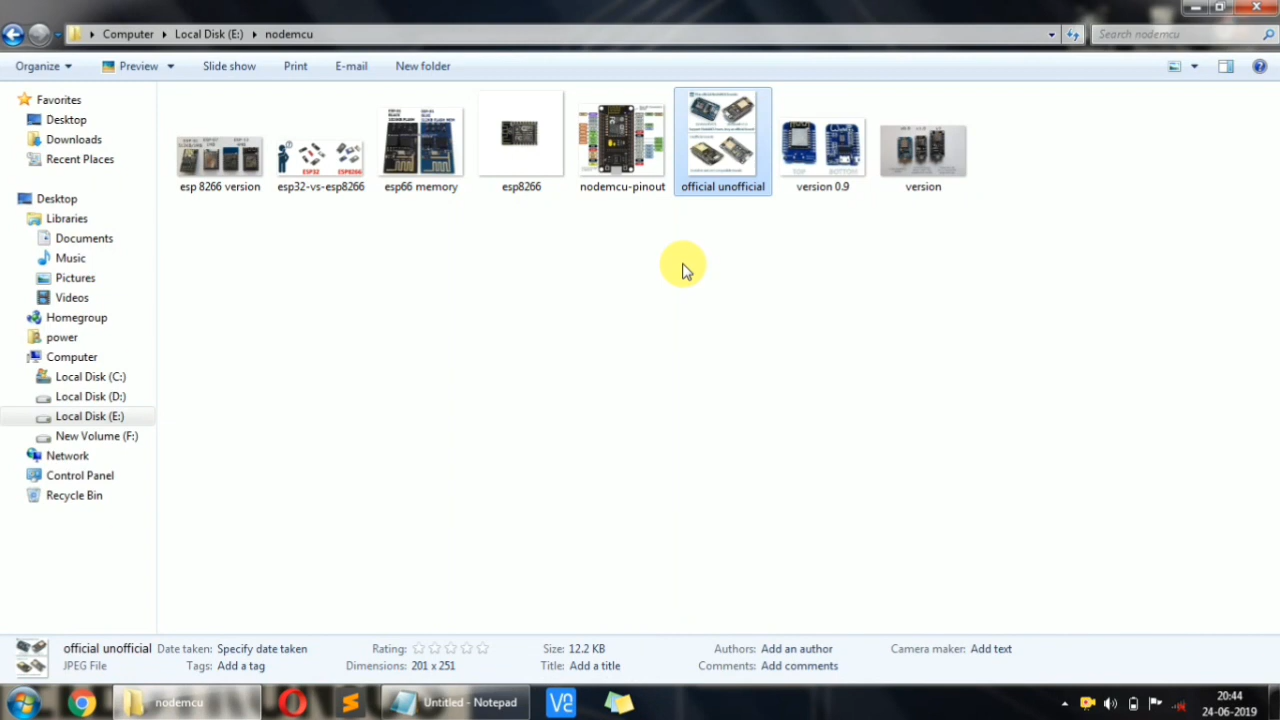 Computer Local Disk (E:) nodemcu
Search nodemcu
Organize Preview Slide show Print E-mail New folder
Favorites
Desktop
Downloads
Recent Places
Desktop
Libraries
Documents
Music
Pictures
Videos
Homegroup
power
Computer
Local Disk (C:)
Local Disk (D:)
Local Disk (E:)
New Volume (F:)
Network
Control Panel
Recycle Bin
ESP32 ESP8266
TOP BOTTOM
esp 8266 version esp32-vs-esp8266 esp66 memory esp8266 nodemcu-pinout official unofficial version 0.9 version
official unofficial Date taken: Specify date taken Rating: Size: 12.2 KB Authors: Add an author Camera maker: Add text
JPEG File Tags: Add a tag Dimensions: 201 x 251 Title: Add a title Comments: Add comments
nodemcu Untitled - Notepad
20:44
24-06-2019